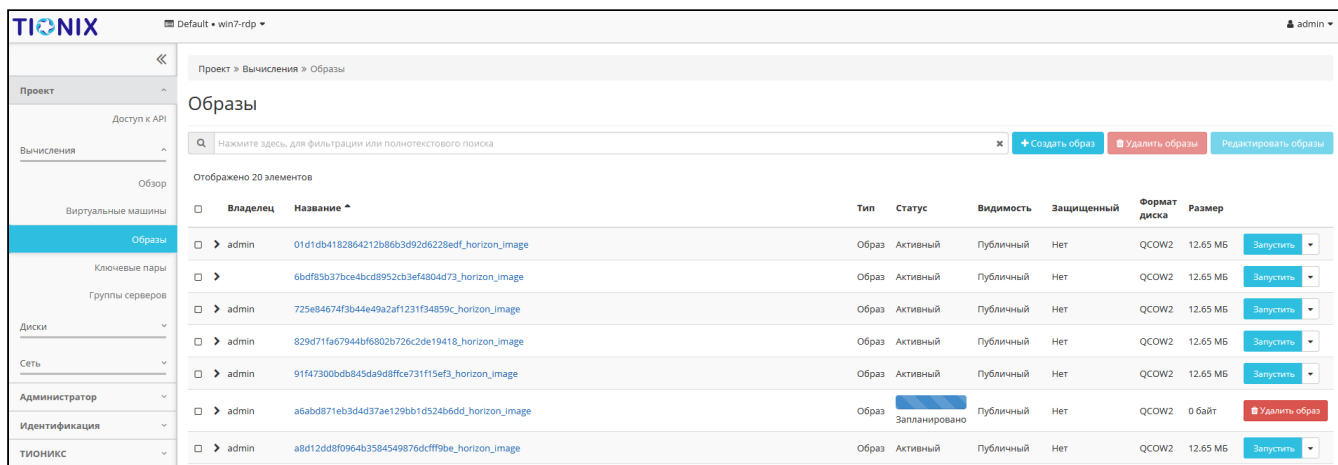 TIONIX
Default • win7-rdp
admin
Проект
Доступ к API
Вычисления
Обзор
Виртуальные машины
Образы
Ключевые пары
Группы серверов
Диски
Сеть
Администратор
Идентификация
ТИОНИКС
Проект » Вычисления » Образы
Образы
Нажмите здесь, для фильтрации или полнотекстового поиска
Создать образ
Удалить образы
Редактировать образы
Отображено 20 элементов
Владелец Название Тип Статус Видимость Защищенный Формат диска Размер
admin 01d1db4182864212b86b3d92d6228edf_horizon_image Образ Активный Публичный Нет QCOW2 12.65 МБ Запустить
6bdf85b37bce4bcd8952cb3ef4804d73_horizon_image Образ Активный Публичный Нет QCOW2 12.65 МБ Запустить
admin 725e84674f3b44e49a2af1231f34859c_horizon_image Образ Активный Публичный Нет QCOW2 12.65 МБ Запустить
admin 829d71fa67944bf6802b726c2de19418_horizon_image Образ Активный Публичный Нет QCOW2 12.65 МБ Запустить
admin 91f47300bdb845da9d8ffce731f15ef3_horizon_image Образ Активный Публичный Нет QCOW2 12.65 МБ Запустить
admin a6abd871eb3d4d37ae129bb1d524b6dd_horizon_image Образ Запланировано Публичный Нет QCOW2 0 байт Удалить образ
admin a8d12dd8f0964b3584549876dcfff9be_horizon_image Образ Активный Публичный Нет QCOW2 12.65 МБ Запустить